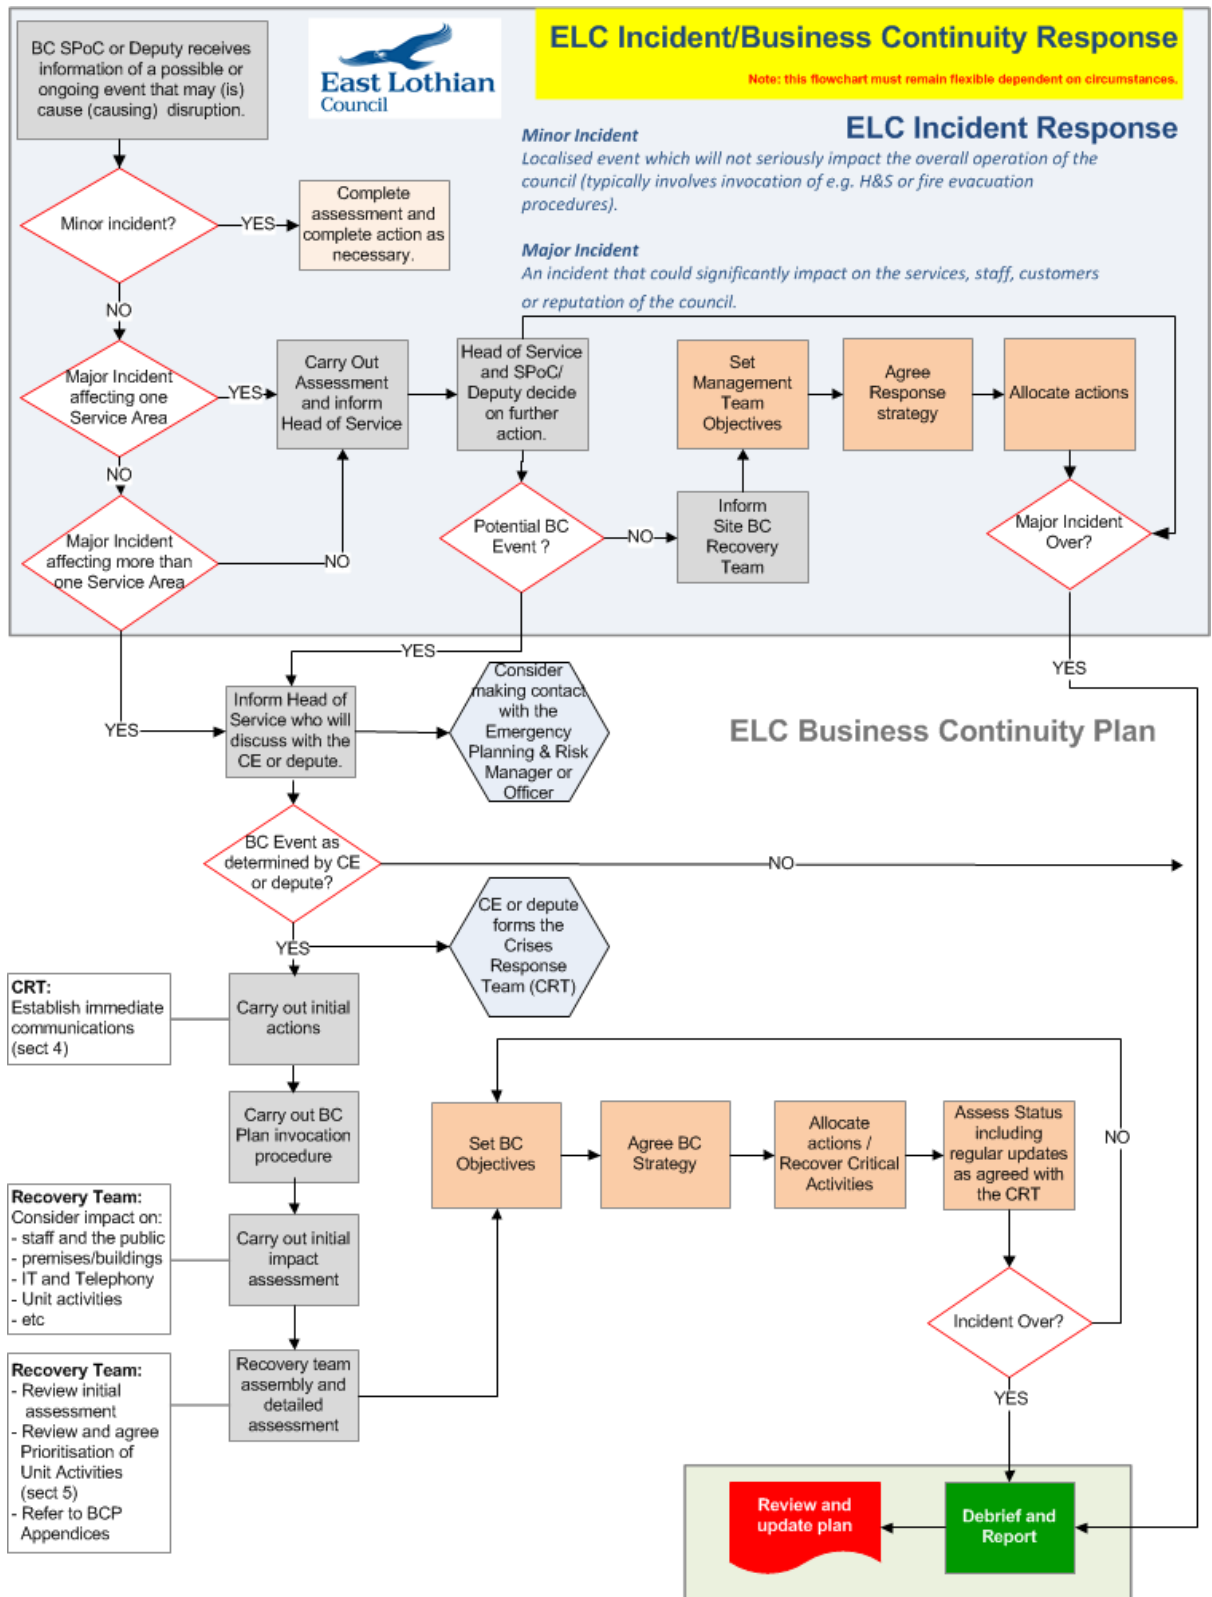 BC SPoC or Deputy receives
information of a possible or
ongoing event that may (is)
cause (causing) disruption.
East Lothian
Council
ELC Incident/Business Continuity Response
Note: this flowchart must remain flexible dependent on circumstances.
ELC Incident Response
Minor Incident
Localised event which will not seriously impact the overall operation of the
council (typically involves invocation of e.g. H&S or fire evacuation
procedures).
Major Incident
An incident that could significantly impact on the services, staff, customers
or reputation of the council.
Minor incident?
YES
Complete
assessment and
complete action as
necessary.
NO
Major Incident
affecting one
Service Area
YES
Carry Out
Assessment
and inform
Head of Service
Head of Service
and SPoC/
Deputy decide
on further
action.
Set
Management
Team
Objectives
Agree
Response
strategy
Allocate actions
NO
Major Incident
affecting more than
one Service Area
NO
Potential BC
Event ?
NO
Inform
Site BC
Recovery
Team
Major Incident
Over?
YES
YES
YES
Inform Head of
Service who will
discuss with the
CE or depute.
Consider
making contact
with the
Emergency
Planning & Risk
Manager or
Officer
ELC Business Continuity Plan
BC Event as
determined by CE
or depute?
NO
YES
CE or depute
forms the
Crises
Response
Team (CRT)
CRT:
Establish immediate
communications
(sect 4)
Carry out initial
actions
Carry out BC
Plan invocation
procedure
Set BC
Objectives
Agree BC
Strategy
Allocate
actions /
Recover Critical
Activities
Assess Status
including
regular updates
as agreed with
the CRT
NO
Recovery Team:
Consider impact on:
- staff and the public
- premises/buildings
- IT and Telephony
- Unit activities
- etc
Carry out initial
impact
assessment
Incident Over?
YES
Recovery Team:
- Review initial
assessment
- Review and agree
Prioritisation of
Unit Activities
(sect 5)
- Refer to BCP
Appendices
Recovery team
assembly and
detailed
assessment
Review and
update plan
Debrief and
Report